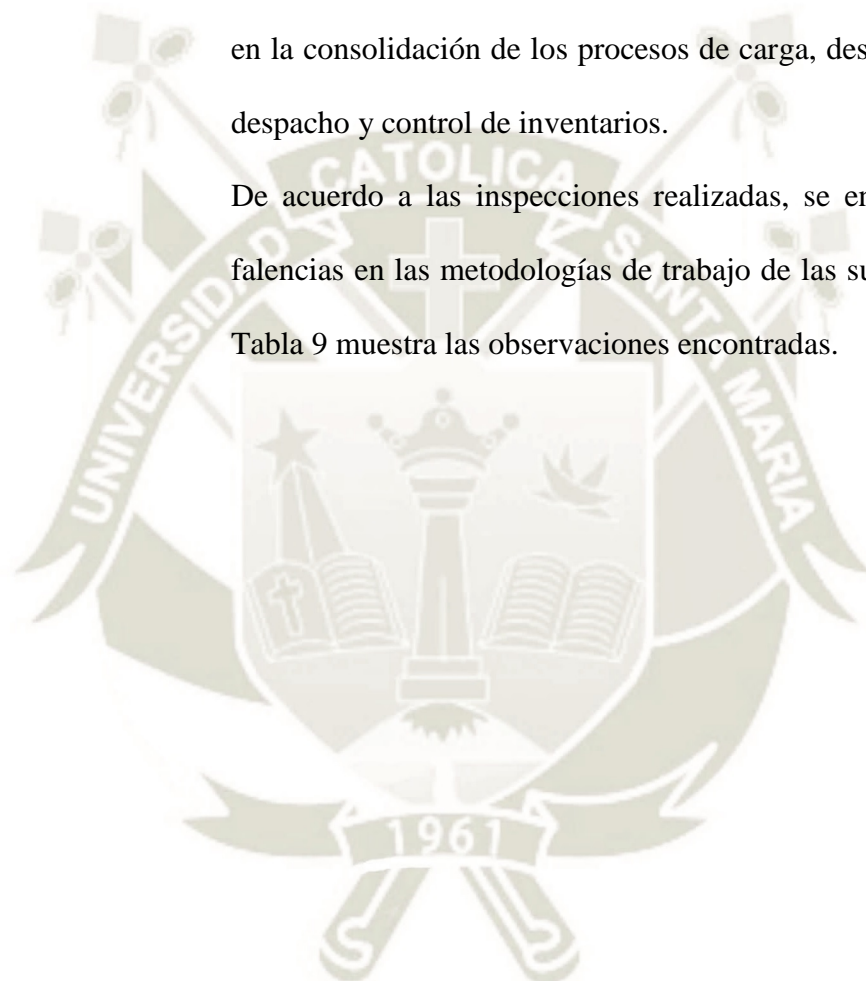 en la consolidación de los procesos de carga, des
despacho y control de inventarios.
De acuerdo a las inspecciones realizadas, se en
falencias en las metodologías de trabajo de las su
Tabla 9 muestra las observaciones encontradas.
UNIVERSIDAD CATOLICA SANTA MARIA
1961